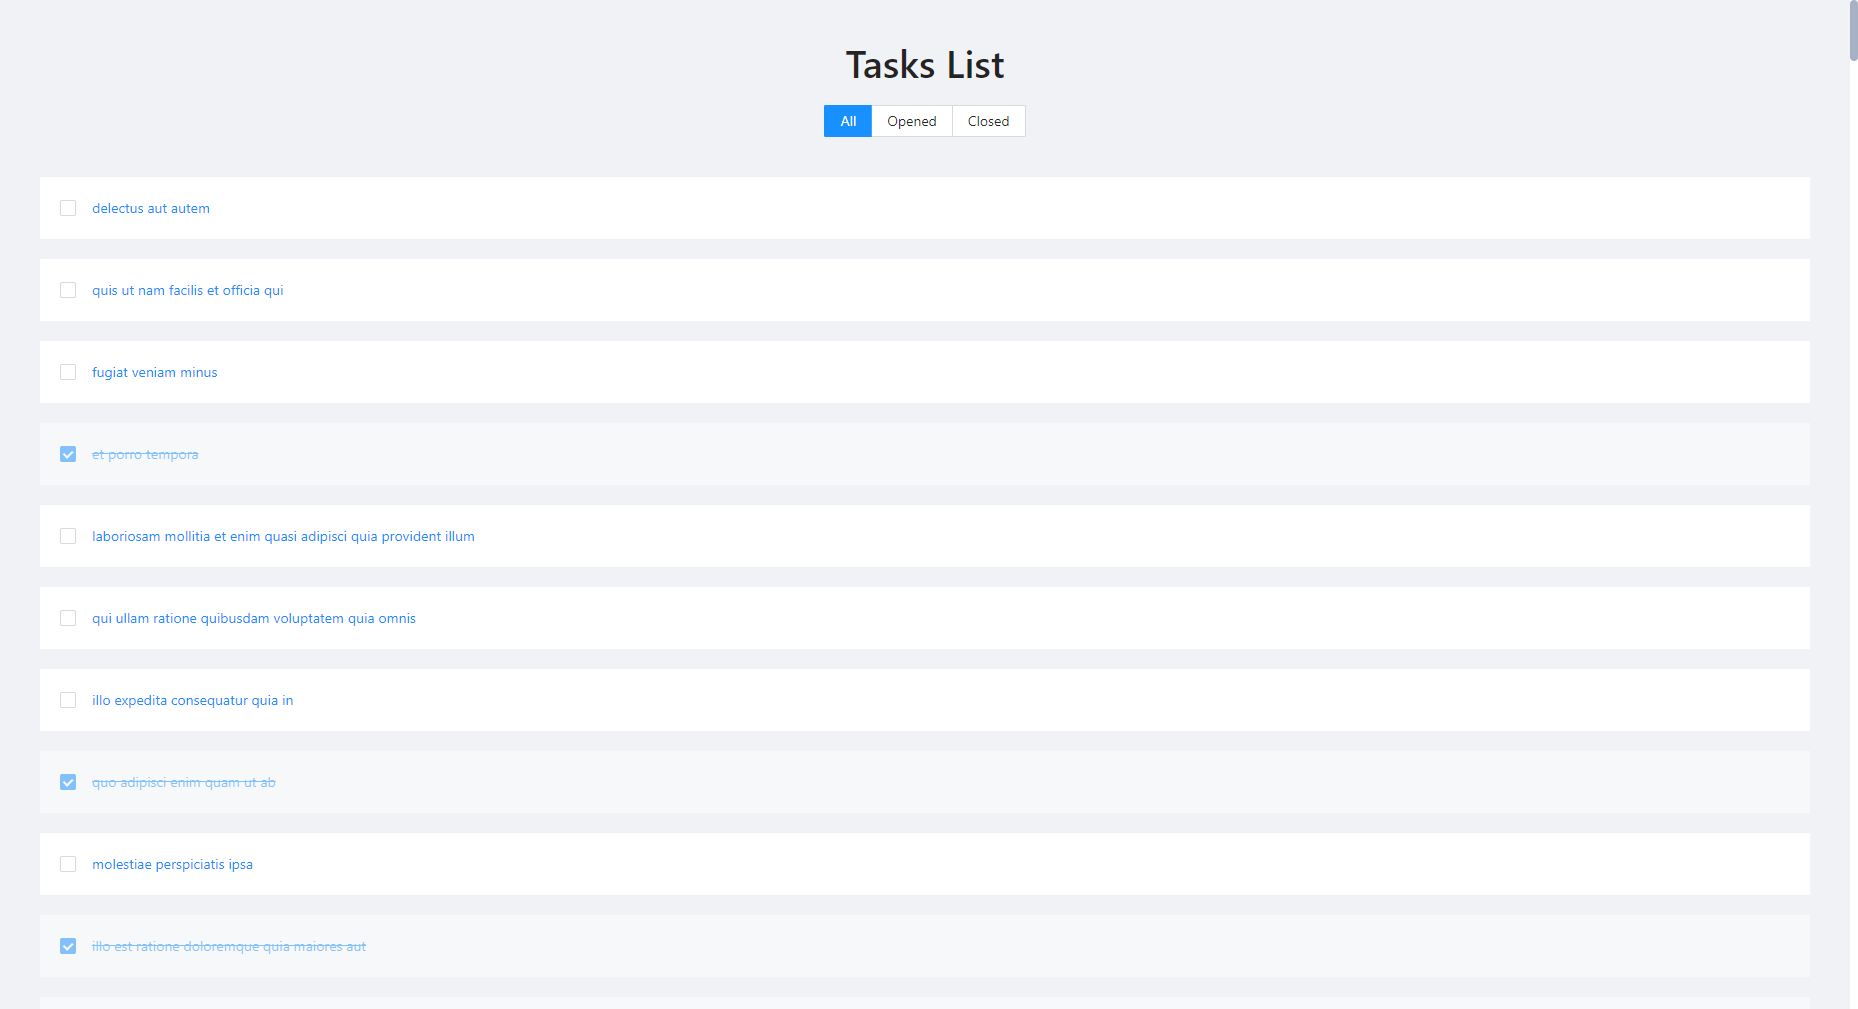 Tasks List
All Opened Closed
delectus aut autem
quis ut nam facilis et officia qui
fugiat veniam minus
et porro tempora
laboriosam mollitia et enim quasi adipisci quia provident illum
qui ullam ratione quibusdam voluptatem quia omnis
illo expedita consequatur quia in
quo adipisci enim quam ut ab
molestiae perspiciatis ipsa
illo est ratione doloremque quia maiores aut